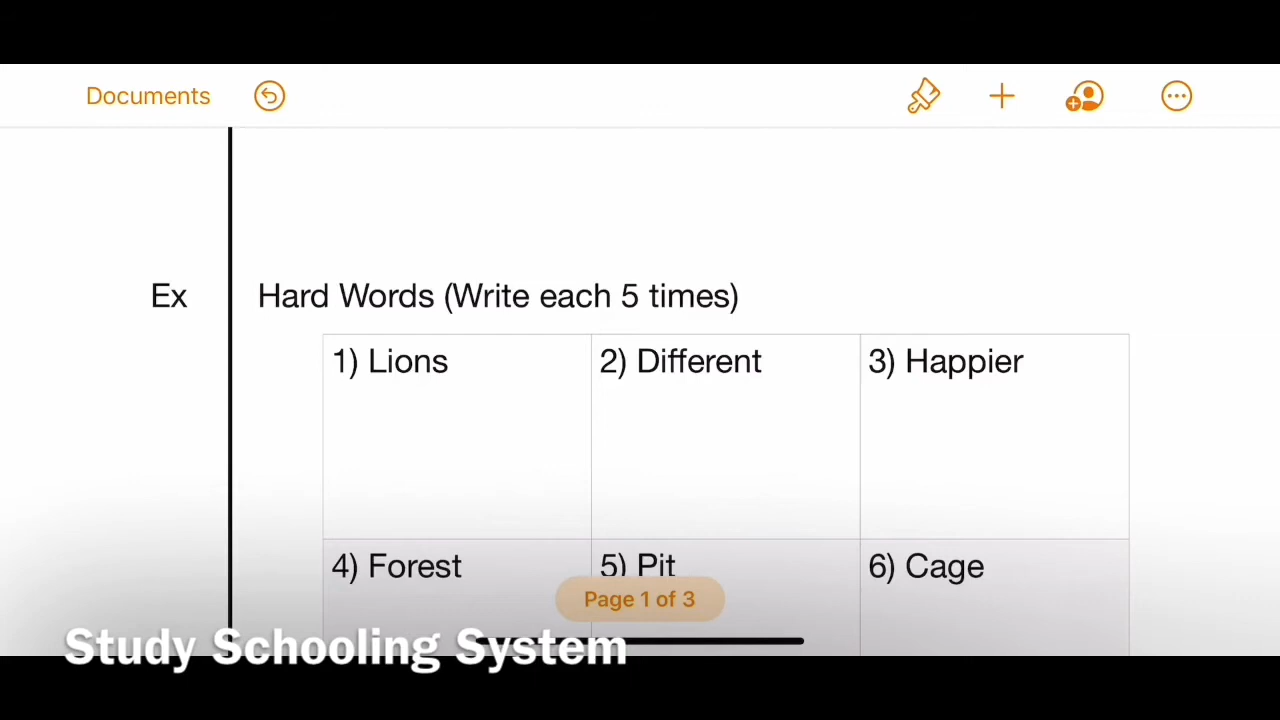 Documents
Ex Hard Words (Write each 5 times)
1) Lions 2) Different 3) Happier
4) Forest 5) Pit 6) Cage
Page 1 of 3
Study Schooling System